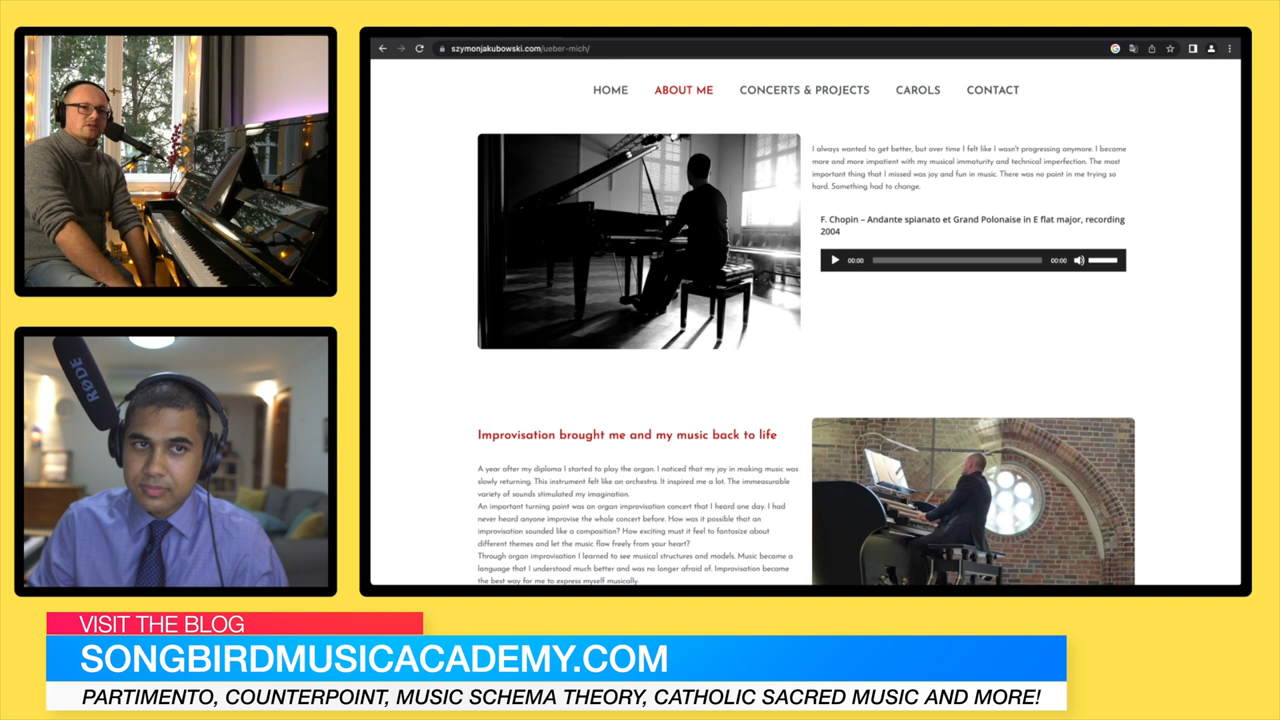 szymonjakubowski.com/ueber-mich/
HOME ABOUT ME CONCERTS & PROJECTS CAROLS CONTACT
I always wanted to get better, but over time I felt like I wasn't progressing anymore. I became
more and more impatient with my musical immaturity and technical imperfection. The most
important thing that I missed was joy and fun in music. There was no point in me trying so
hard. Something had to change.
F. Chopin – Andante spianato et Grand Polonaise in E flat major, recording
2004
00:00 00:00
RØDE
Improvisation brought me and my music back to life
A year after my diploma I started to play the organ. I noticed that my joy in making music was
slowly returning. This instrument felt like an orchestra. It inspired me a lot. The immeasurable
variety of sounds stimulated my imagination.
An important turning point was an organ improvisation concert that I heard one day. I had
never heard anyone improvise the whole concert before. How was it possible that an
improvisation sounded like a composition? How exciting must it feel to fantasize about
different themes and let the music flow freely from your heart?
Through organ improvisation I learned to see musical structures and models. Music became a
language that I understood much better and was no longer afraid of. Improvisation became
the best way for me to express myself musically.
VISIT THE BLOG
SONGBIRDMUSICACADEMY.COM
PARTIMENTO, COUNTERPOINT, MUSIC SCHEMA THEORY, CATHOLIC SACRED MUSIC AND MORE!